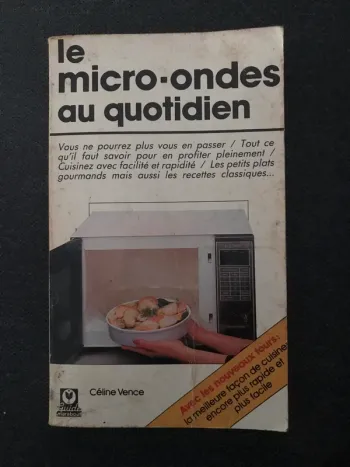 le
micro-ondes
au quotidien
Vous ne pourrez plus vous en passer / Tout ce
qu'il faut savoir pour en profiter pleinement /
Cuisinez avec facilité et rapidité / Les petits plats
gourmands mais aussi les recettes classiques...
Céline Vence
Avec les nouveaux fours:
la meilleure façon de cuisiner
encore plus rapide et
plus facile
Guide
marabout